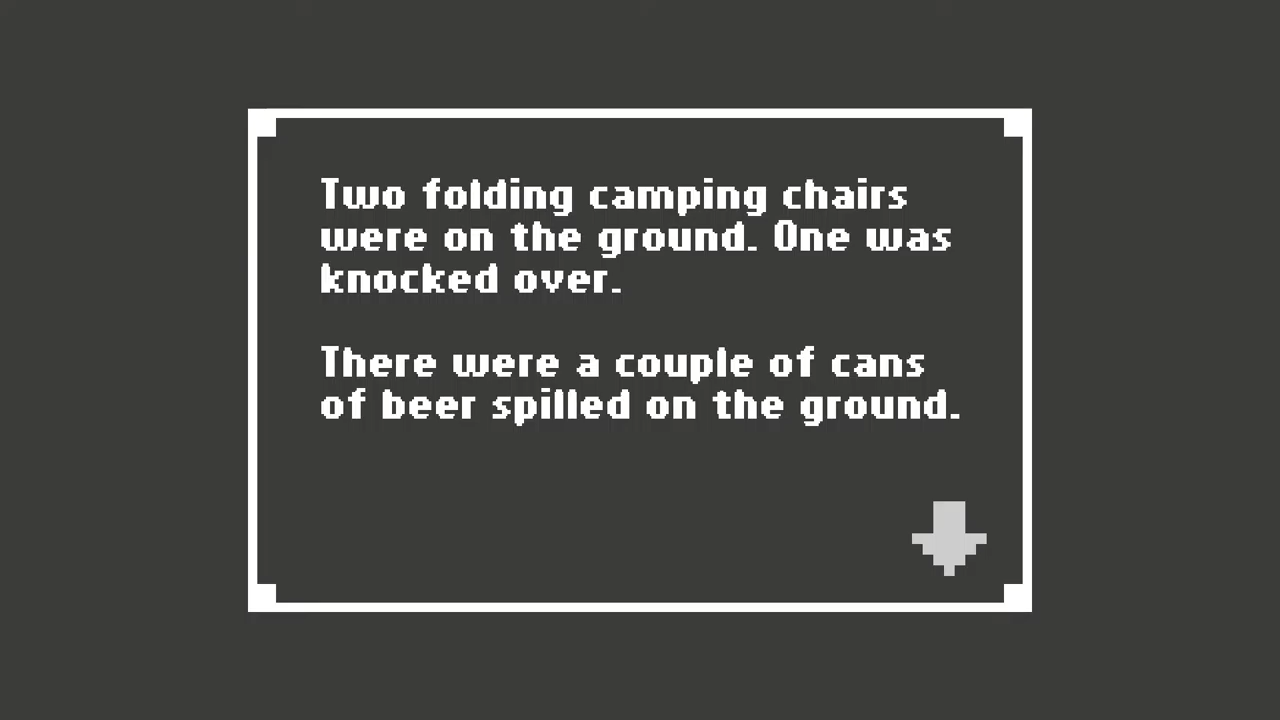 Two folding camping chairs
were on the ground. One was
knocked over.
There were a couple of cans
of beer spilled on the ground.